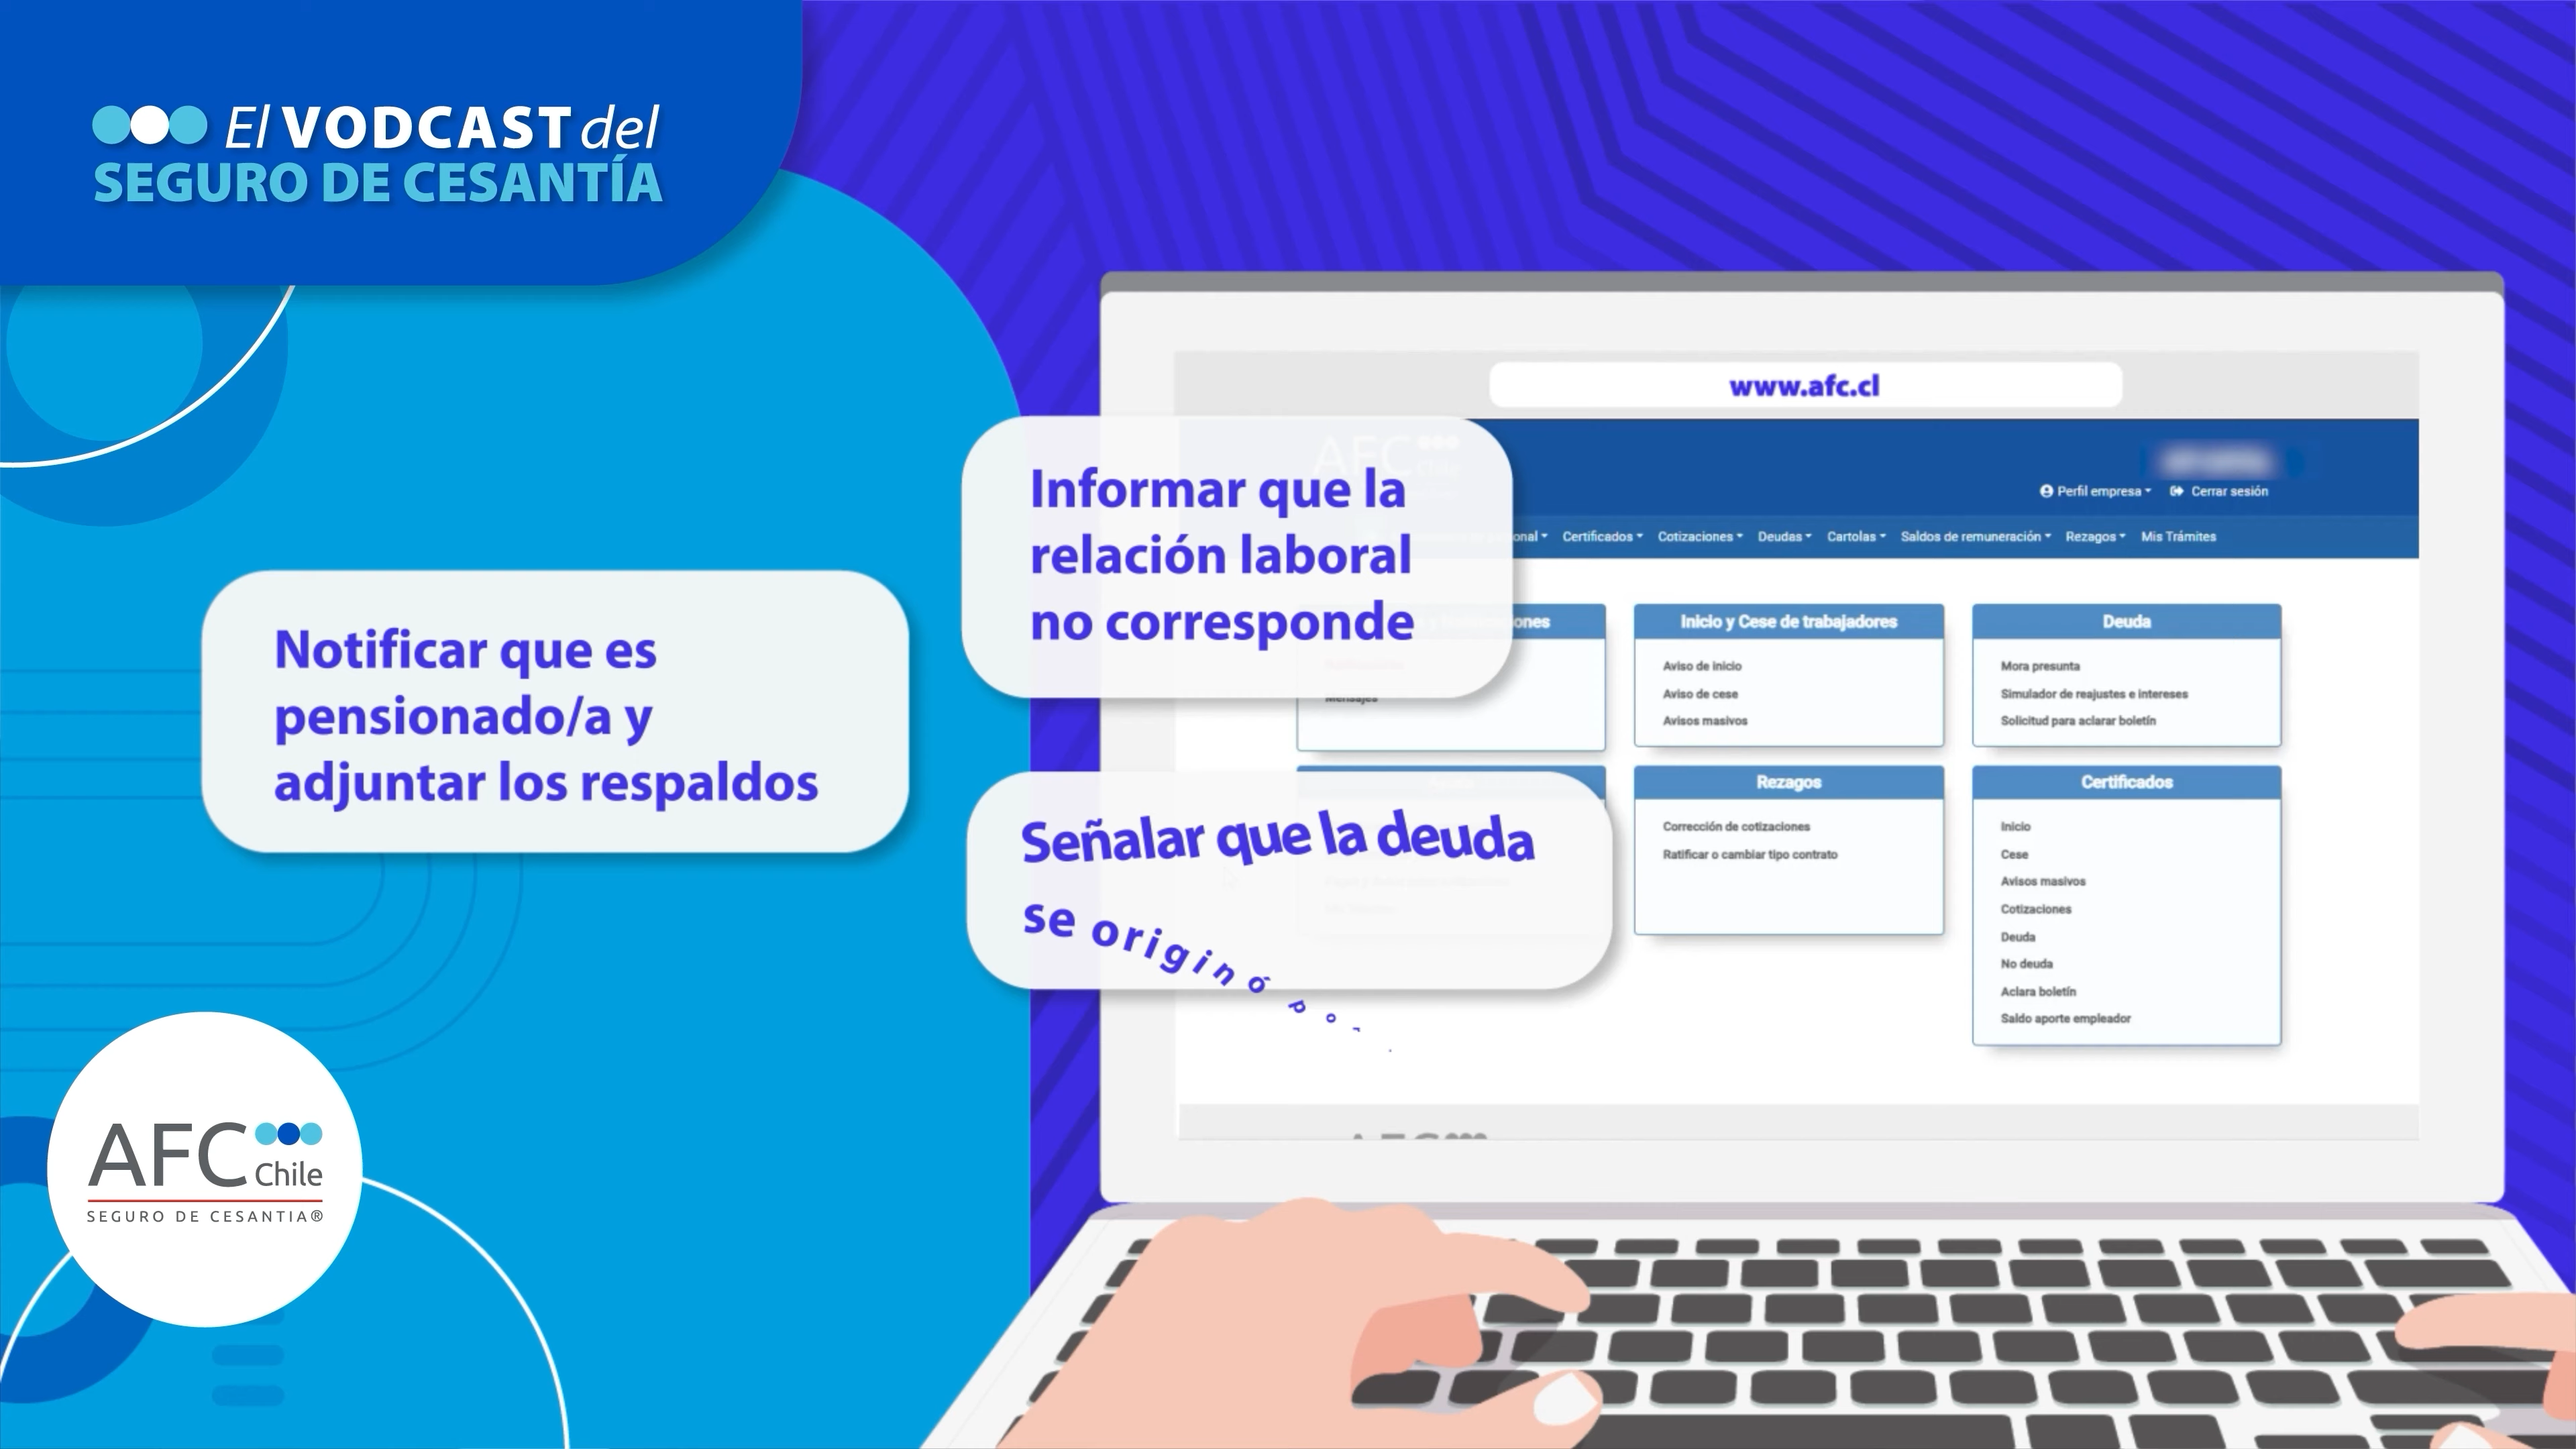 El VODCAST del
SEGURO DE CESANTÍA
Notificar que es
pensionado/a y
adjuntar los respaldos
Informar que la
relación laboral
no corresponde
Señalar que la deuda
se originó por
www.afc.cl
Perfil empresa
Cerrar sesión
Certificados
Cotizaciones
Deudas
Cartolas
Saldos de remuneración
Rezagos
Mis Trámites
Mensajes
Inicio y Cese de trabajadores
Aviso de inicio
Aviso de cese
Avisos masivos
Deuda
Mora presunta
Simulador de reajustes e intereses
Solicitud para aclarar boletín
Rezagos
Corrección de cotizaciones
Ratificar o cambiar tipo contrato
Certificados
Inicio
Cese
Avisos masivos
Cotizaciones
Deuda
No deuda
Aclara boletín
Saldo aporte empleador
AFC
Chile
SEGURO DE CESANTIA®